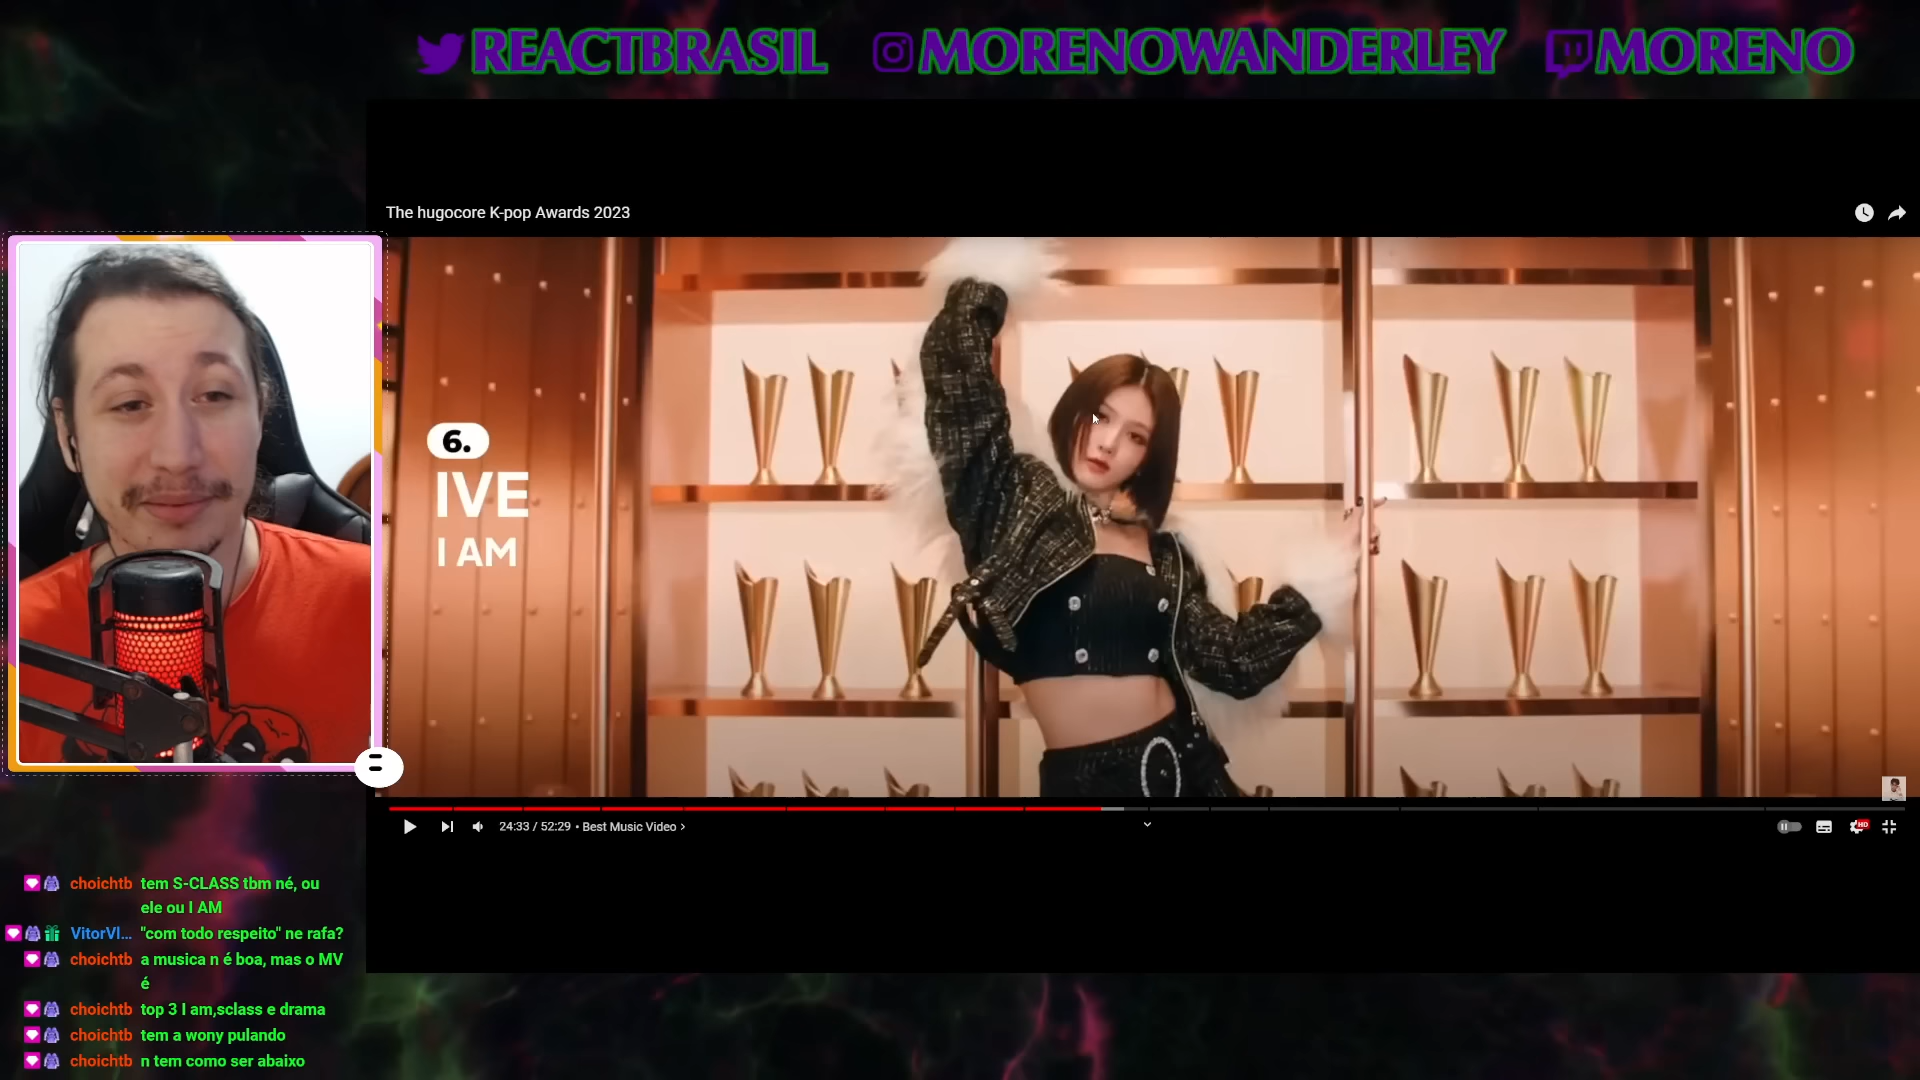 REACTBRASIL MORENOWANDERLEY MORENO
The hugocore K-pop Awards 2023
6.
IVE
I AM
24:33 / 52:29 • Best Music Video
HD
choichtb tem S-CLASS tbm né, ou
ele ou I AM
VitorVl... "com todo respeito" ne rafa?
choichtb a musica n é boa, mas o MV
é
choichtb top 3 I am,sclass e drama
choichtb tem a wony pulando
choichtb n tem como ser abaixo